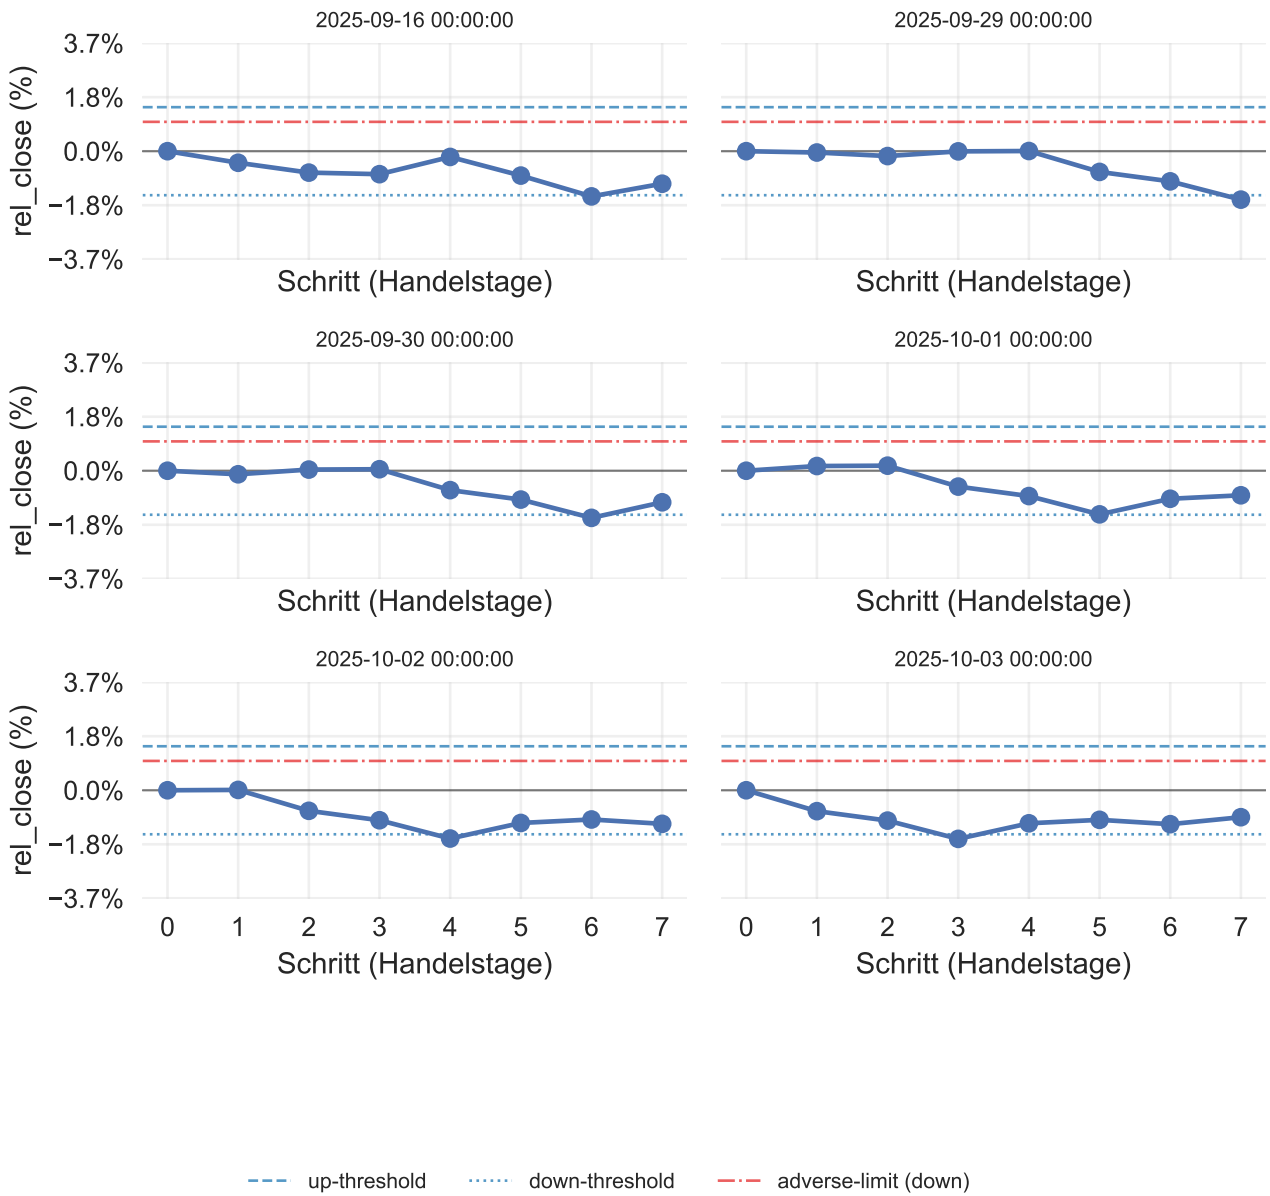 2025-09-16 00:00:00
2025-09-29 00:00:00
rel_close (%)
3.7%
1.8%
0.0%
−1.8%
−3.7%
Schritt (Handelstage)
Schritt (Handelstage)
2025-09-30 00:00:00
2025-10-01 00:00:00
rel_close (%)
3.7%
1.8%
0.0%
−1.8%
−3.7%
Schritt (Handelstage)
Schritt (Handelstage)
2025-10-02 00:00:00
2025-10-03 00:00:00
rel_close (%)
3.7%
1.8%
0.0%
−1.8%
−3.7%
0 1 2 3 4 5 6 7
0 1 2 3 4 5 6 7
Schritt (Handelstage)
Schritt (Handelstage)
up-threshold
down-threshold
adverse-limit (down)